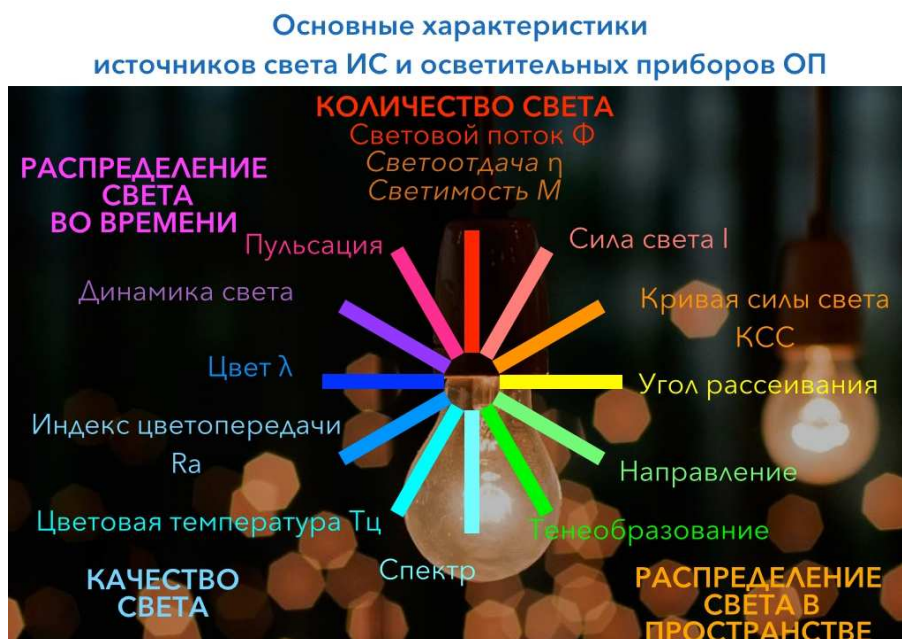 Основные характеристики
источников света ИС и осветительных приборов ОП
КОЛИЧЕСТВО СВЕТА
Световой поток Ф
Светоотдача η
Светимость М
РАСПРЕДЕЛЕНИЕ
СВЕТА
ВО ВРЕМЕНИ
Пульсация
Сила света I
Динамика света
Кривая силы света
КСС
Цвет λ
Угол рассеивания
Индекс цветопередачи
Ra
Направление
Цветовая температура Тц
Тенеобразование
Спектр
КАЧЕСТВО
СВЕТА
РАСПРЕДЕЛЕНИЕ
СВЕТА В
ПРОСТРАНСТВЕ